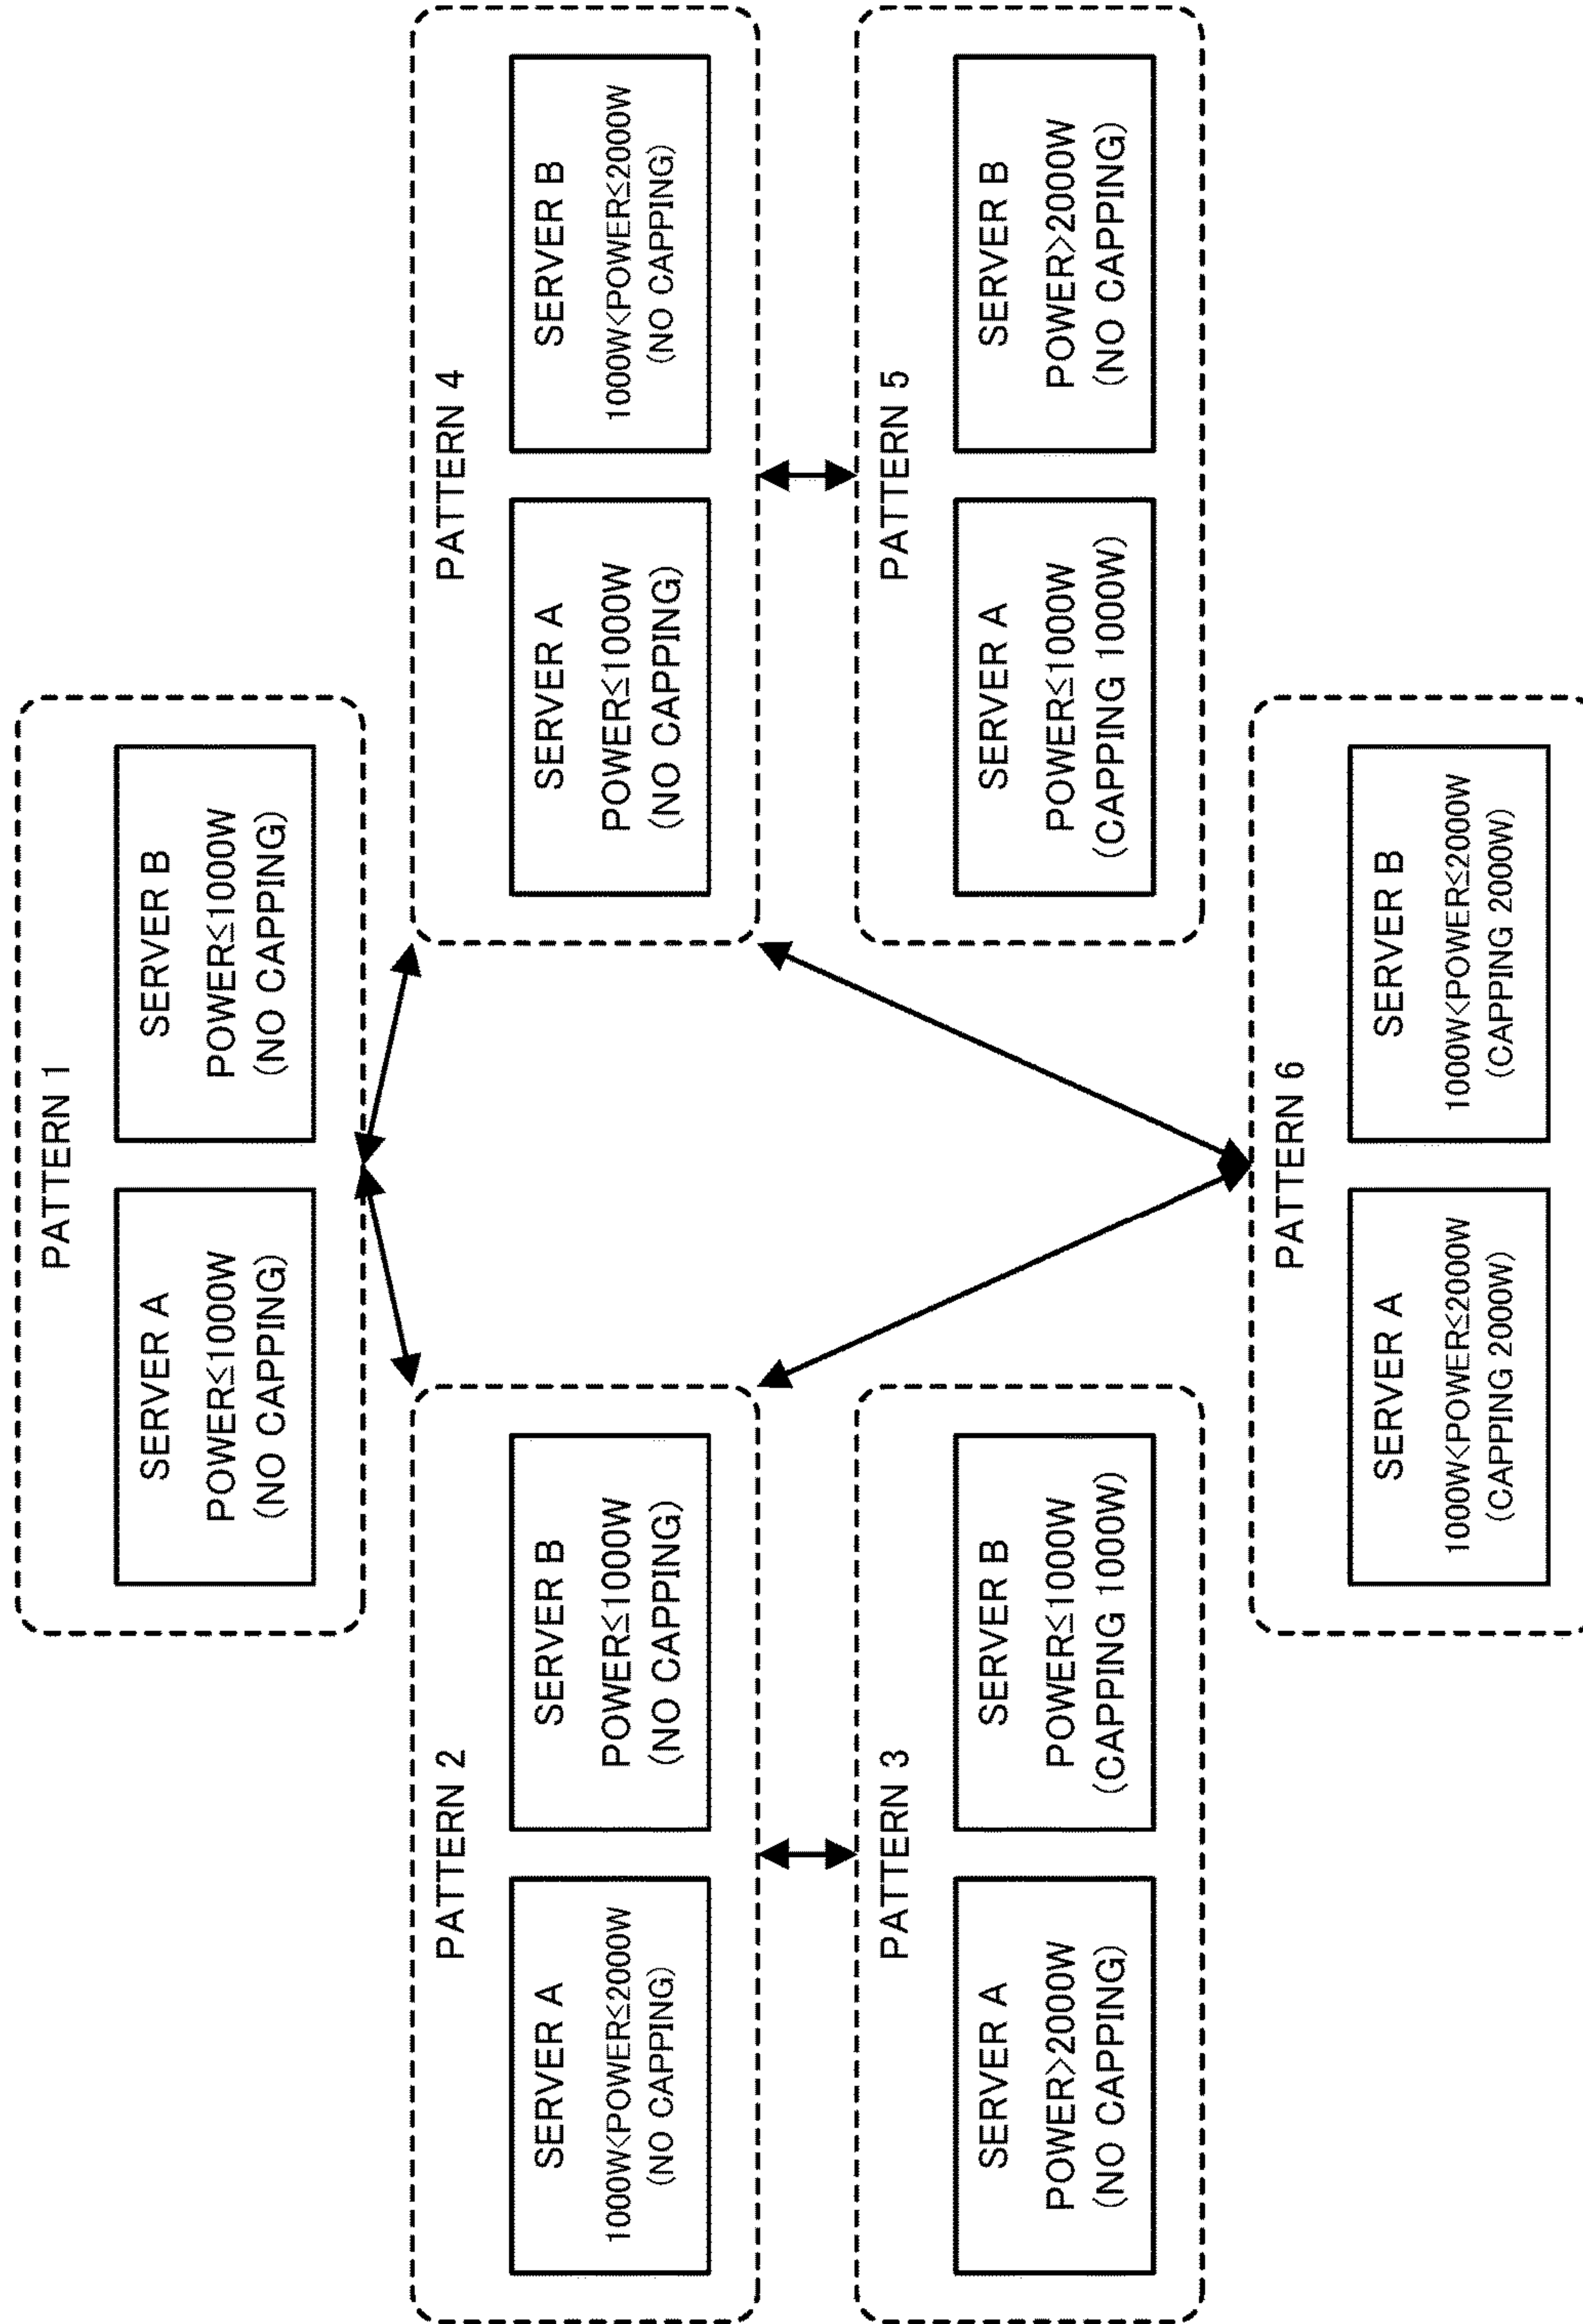 PATTERN 1
SERVER A
POWER≤1000W
(NO CAPPING)
SERVER B
POWER≤1000W
(NO CAPPING)
PATTERN 2
SERVER A
1000W<POWER≤2000W
(NO CAPPING)
SERVER B
POWER≤1000W
(NO CAPPING)
PATTERN 4
SERVER A
POWER≤1000W
(NO CAPPING)
SERVER B
1000W<POWER≤2000W
(NO CAPPING)
PATTERN 3
SERVER A
POWER>2000W
(NO CAPPING)
SERVER B
POWER≤1000W
(CAPPING 1000W)
PATTERN 5
SERVER A
POWER≤1000W
(CAPPING 1000W)
SERVER B
POWER>2000W
(NO CAPPING)
PATTERN 6
SERVER A
1000W<POWER≤2000W
(CAPPING 2000W)
SERVER B
1000W<POWER≤2000W
(CAPPING 2000W)